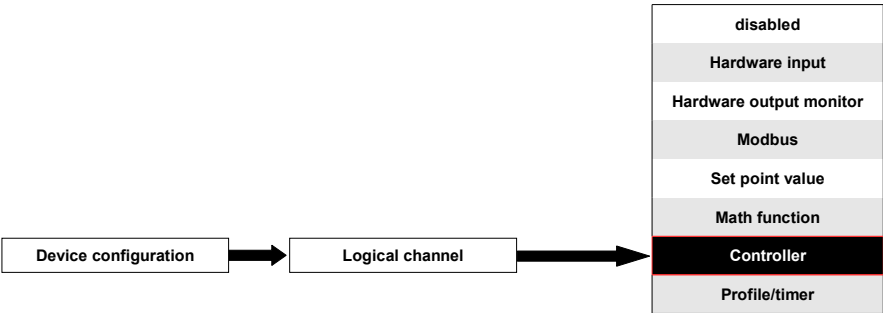 disabled
Hardware input
Hardware output monitor
Modbus
Set point value
Math function
Device configuration
Logical channel
Controller
Profile/timer